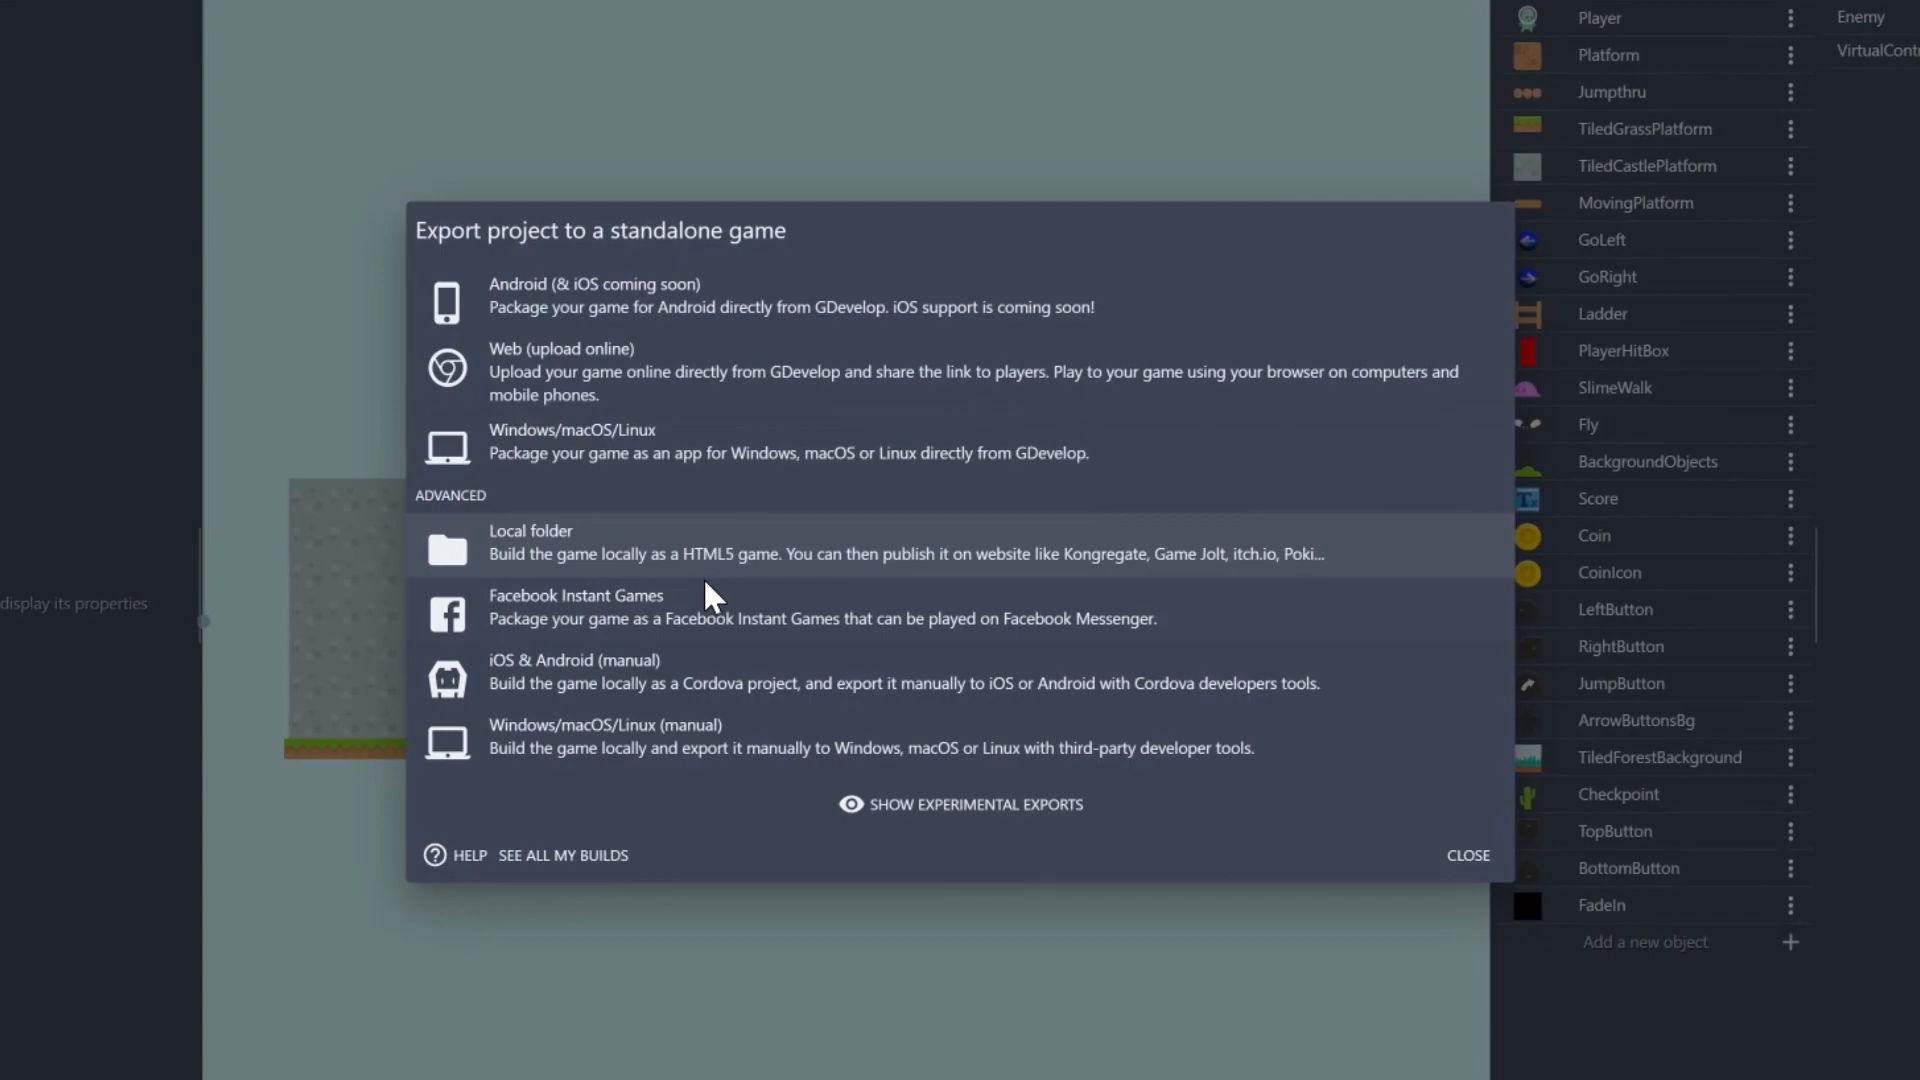 display its properties
Export project to a standalone game
Android (& iOS coming soon)
Package your game for Android directly from GDevelop. iOS support is coming soon!
Web (upload online)
Upload your game online directly from GDevelop and share the link to players. Play to your game using your browser on computers and
mobile phones.
Windows/macOS/Linux
Package your game as an app for Windows, macOS or Linux directly from GDevelop.
ADVANCED
Local folder
Build the game locally as a HTML5 game. You can then publish it on website like Kongregate, Game Jolt, itch.io, Poki...
Facebook Instant Games
Package your game as a Facebook Instant Games that can be played on Facebook Messenger.
iOS & Android (manual)
Build the game locally as a Cordova project, and export it manually to iOS or Android with Cordova developers tools.
Windows/macOS/Linux (manual)
Build the game locally and export it manually to Windows, macOS or Linux with third-party developer tools.
SHOW EXPERIMENTAL EXPORTS
HELP SEE ALL MY BUILDS
CLOSE
Player
Platform
Jumpthru
TiledGrassPlatform
TiledCastlePlatform
MovingPlatform
GoLeft
GoRight
Ladder
PlayerHitBox
SlimeWalk
Fly
BackgroundObjects
Score
Coin
CoinIcon
LeftButton
RightButton
JumpButton
ArrowButtonsBg
TiledForestBackground
Checkpoint
TopButton
BottomButton
FadeIn
Add a new object
Enemy
VirtualCont